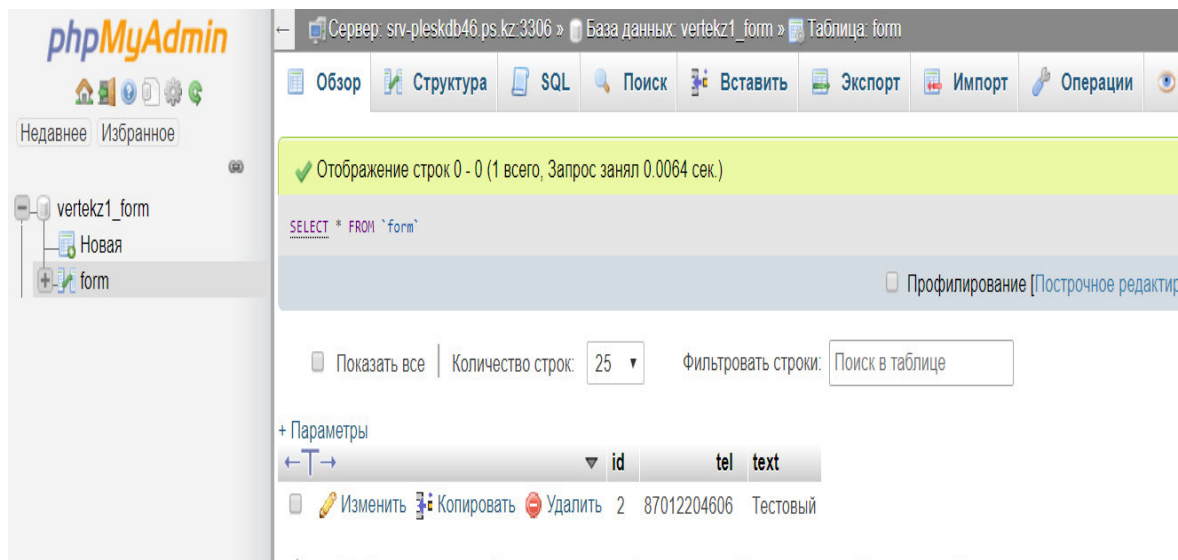 phpMyAdmin
Недавнее Избранное
vertekz1_form
Новая
form
← Сервер: srv-pleskdb46.ps.kz:3306 » База данных: vertekz1_form » Таблица: form
Обзор Структура SQL Поиск Вставить Экспорт Импорт Операции
Отображение строк 0 - 0 (1 всего, Запрос занял 0.0064 сек.)
SELECT * FROM `form`
Профилирование [Построчное редактир
Показать все Количество строк: 25 Фильтровать строки: Поиск в таблице
+ Параметры
←T→ ▼ id tel text
Изменить Копировать Удалить 2 87012204606 Тестовый